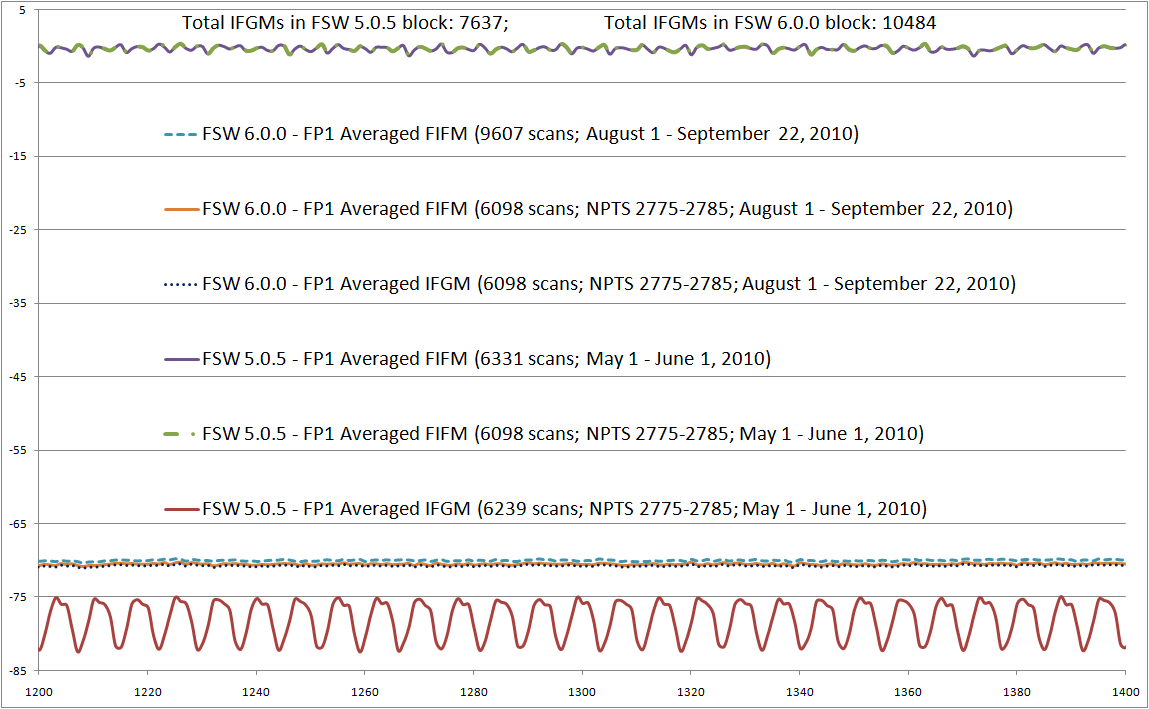 Total IFGMs in FSW 5.0.5 block: 7637; Total IFGMs in FSW 6.0.0 block: 10484
5
-5
FSW 6.0.0 - FP1 Averaged FIFM (9607 scans; August 1 - September 22, 2010)
-15
FSW 6.0.0 - FP1 Averaged FIFM (6098 scans; NPTS 2775-2785; August 1 - September 22, 2010)
-25
FSW 6.0.0 - FP1 Averaged IFGM (6098 scans; NPTS 2775-2785; August 1 - September 22, 2010)
-35
FSW 5.0.5 - FP1 Averaged FIFM (6331 scans; May 1 - June 1, 2010)
-45
FSW 5.0.5 - FP1 Averaged FIFM (6098 scans; NPTS 2775-2785; May 1 - June 1, 2010)
-55
FSW 5.0.5 - FP1 Averaged IFGM (6239 scans; NPTS 2775-2785; May 1 - June 1, 2010)
-65
-75
-85
1200 1220 1240 1260 1280 1300 1320 1340 1360 1380 1400